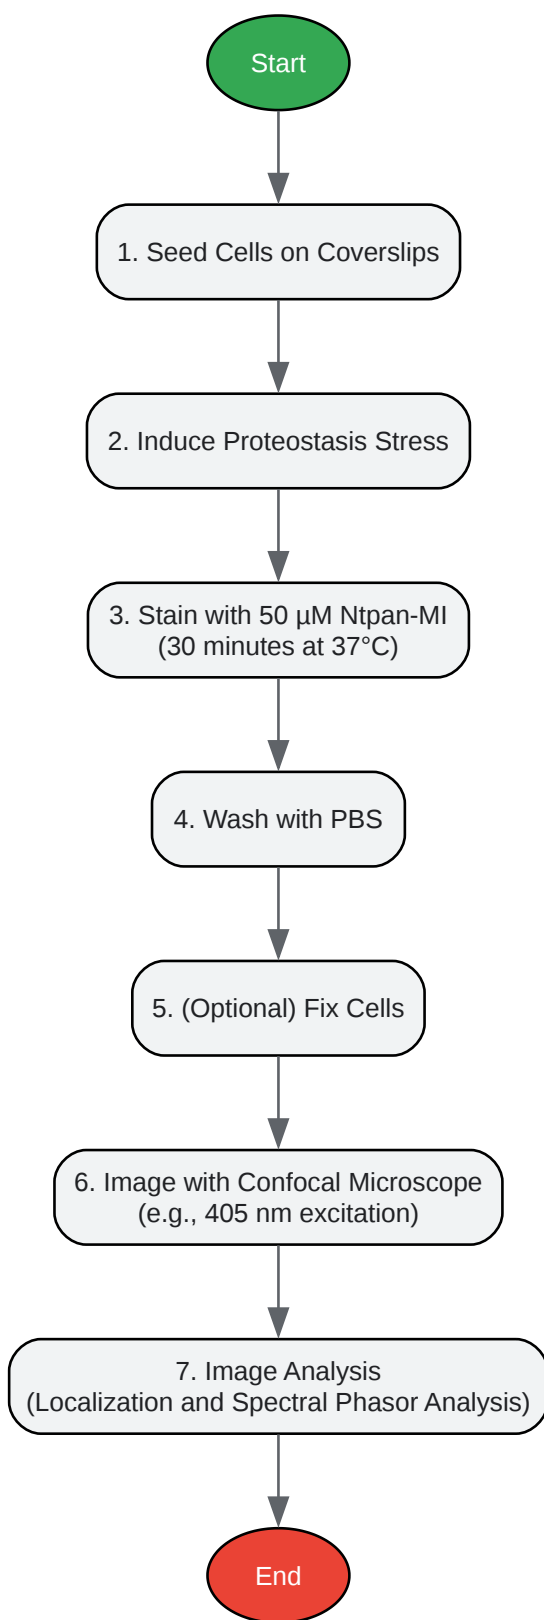 Start
1. Seed Cells on Coverslips
2. Induce Proteostasis Stress
3. Stain with 50 µM Ntpan-MI
(30 minutes at 37°C)
4. Wash with PBS
5. (Optional) Fix Cells
6. Image with Confocal Microscope
(e.g., 405 nm excitation)
7. Image Analysis
(Localization and Spectral Phasor Analysis)
End